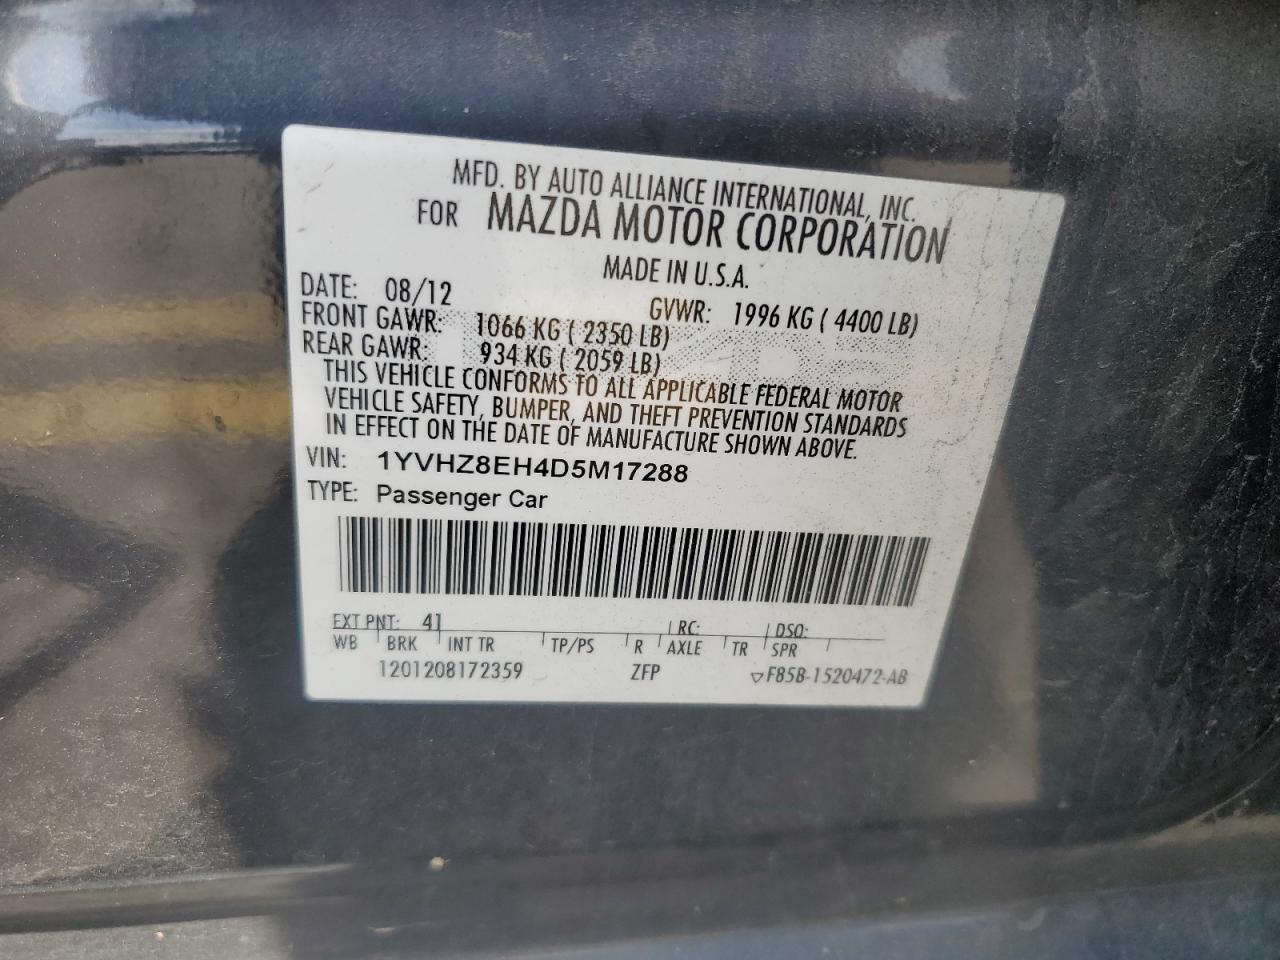 MFD. BY AUTO ALLIANCE INTERNATIONAL, INC.
FOR MAZDA MOTOR CORPORATION
MADE IN U.S.A.
DATE: 08/12 GVWR: 1996 KG ( 4400 LB)
FRONT GAWR: 1066 KG ( 2350 LB)
REAR GAWR: 934 KG ( 2059 LB)
THIS VEHICLE CONFORMS TO ALL APPLICABLE FEDERAL MOTOR
VEHICLE SAFETY, BUMPER, AND THEFT PREVENTION STANDARDS
IN EFFECT ON THE DATE OF MANUFACTURE SHOWN ABOVE.
VIN: 1YVHZ8EH4D5M17288
TYPE: Passenger Car
EXT PNT: 41 RC: DSO:
WB BRK INT TR TP/PS R AXLE TR SPR
1201208172359 ZFP ▽F85B-1520472-AB